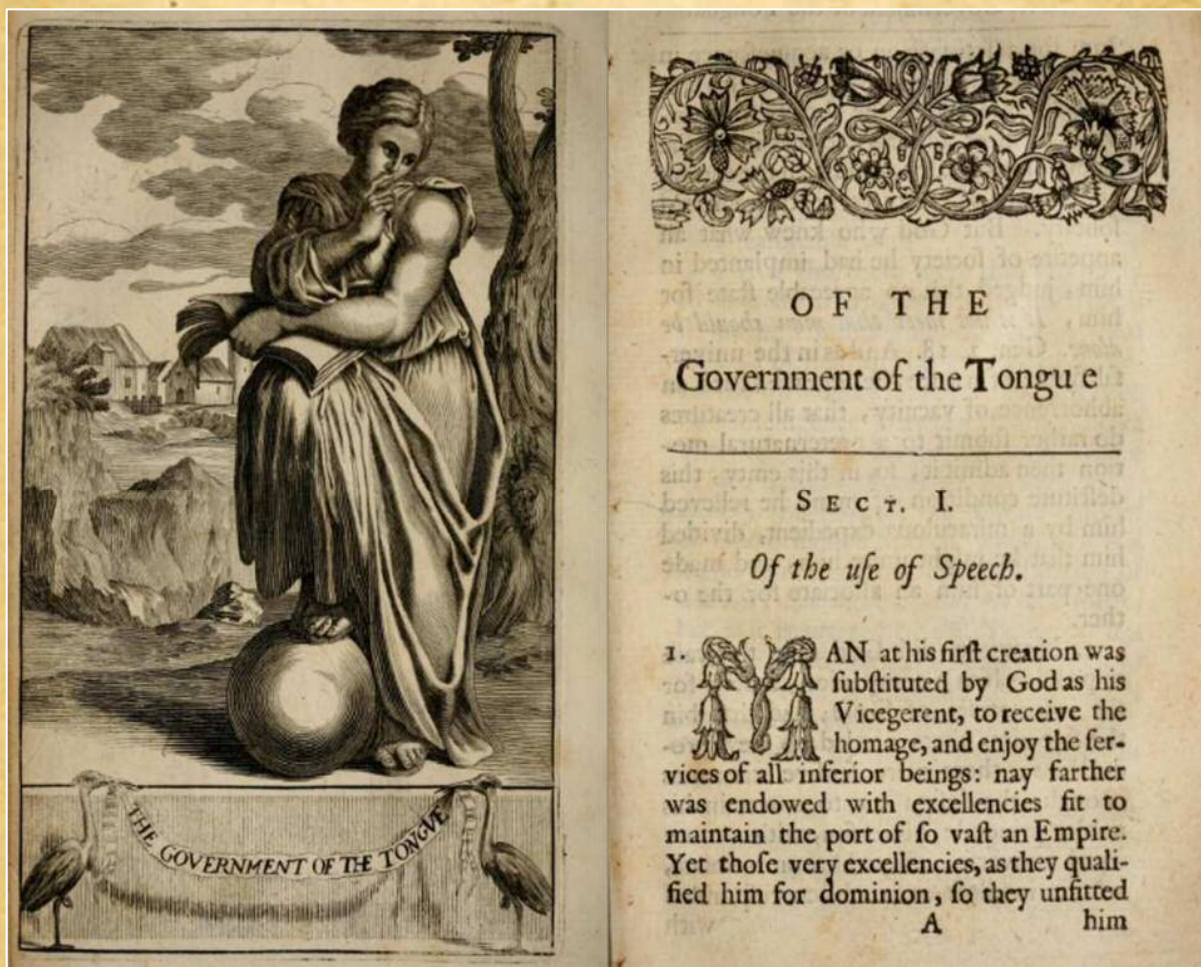 THE GOVERNMENT OF THE TONGVE
OF THE
Government of the Tongu e
SECT. I.
Of the uſe of Speech.
1. MAN at his firſt creation was
ſubſtituted by God as his
Vicegerent, to receive the
homage, and enjoy the ſer-
vices of all inferior beings: nay farther
was endowed with excellencies fit to
maintain the port of ſo vaſt an Empire.
Yet thoſe very excellencies, as they quali-
fied him for dominion, ſo they unfitted
A him